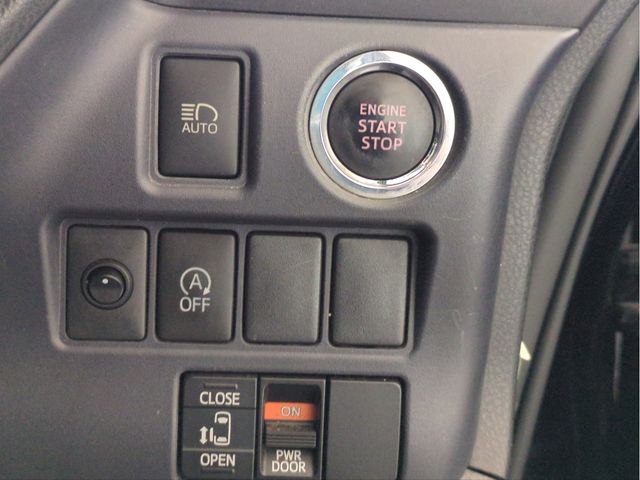 AUTO
ENGINE
START
STOP
A
OFF
CLOSE
OPEN
ON
PWR
DOOR